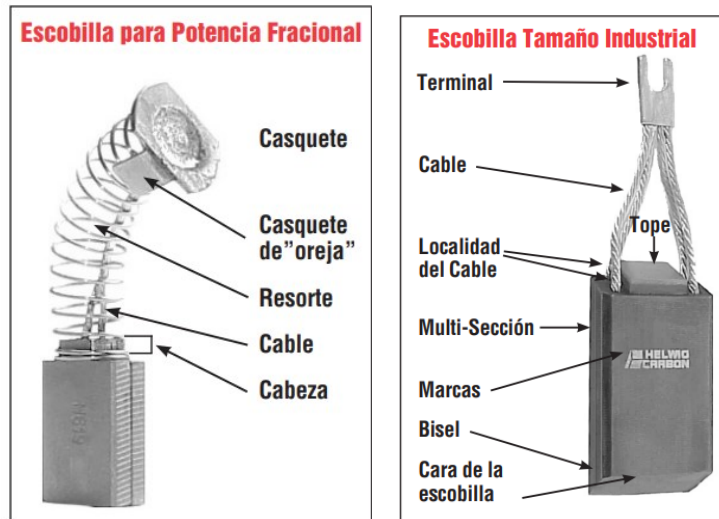 Escobilla para Potencia Fracional
Casquete
Casquete
de"oreja"
Resorte
Cable
Cabeza
N619
Escobilla Tamaño Industrial
Terminal
Cable
Tope
Localidad
del Cable
Multi-Sección
HELWIG
CARBON
Marcas
Bisel
Cara de la
escobilla